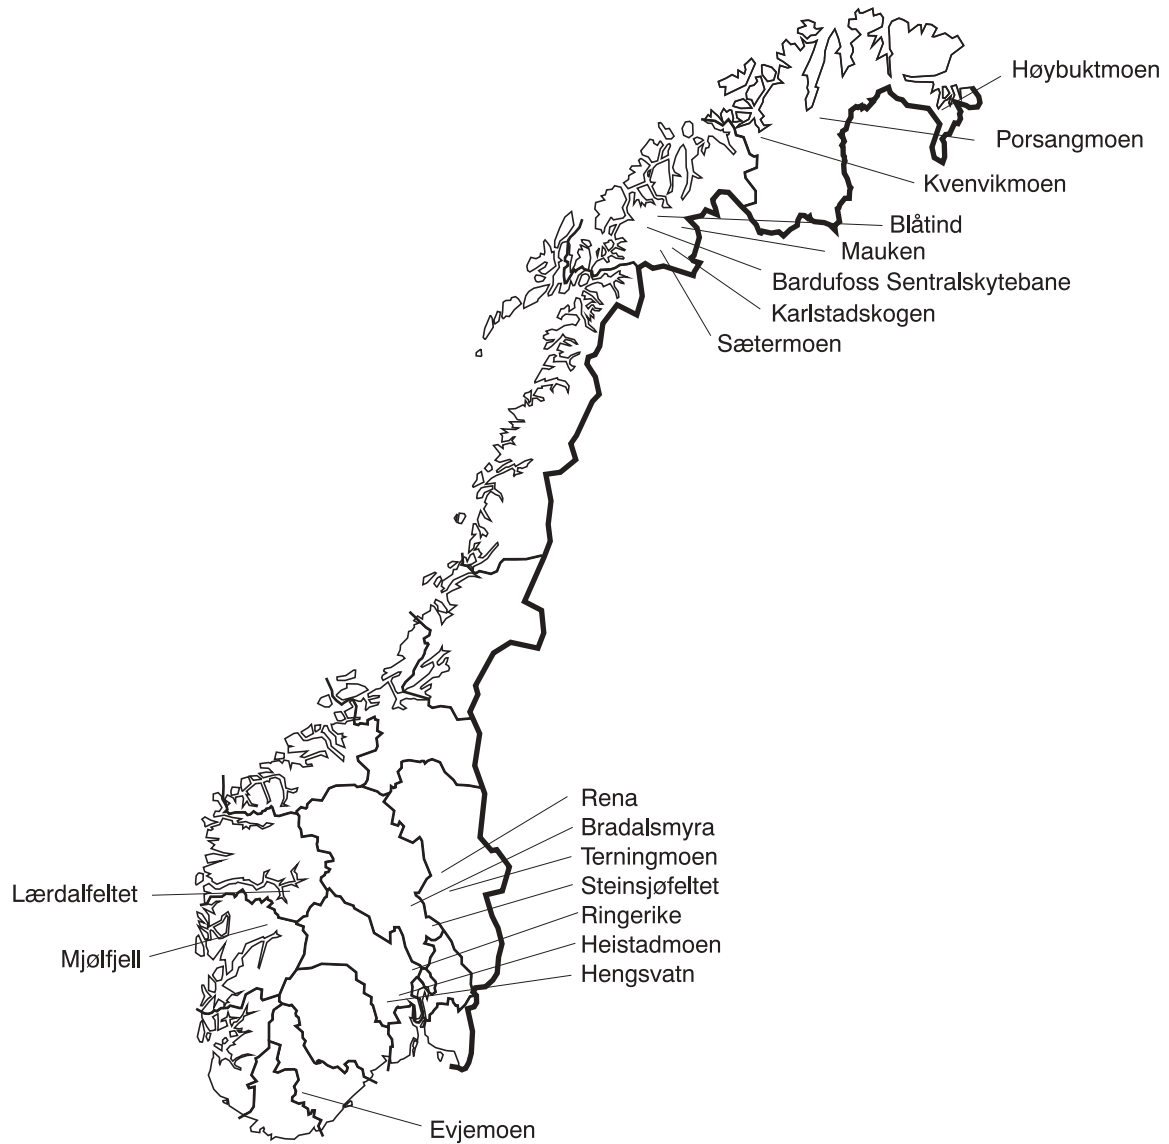 Høybuktmoen
Porsangmoen
Kvenvikmoen
Blåtind
Mauken
Bardufoss Sentralskytebane
Karlstadskogen
Sætermoen
Rena
Bradalsmyra
Terningmoen
Steinsjøfeltet
Ringerike
Heistadmoen
Hengsvatn
Lærdalfeltet
Mjølfjell
Evjemoen